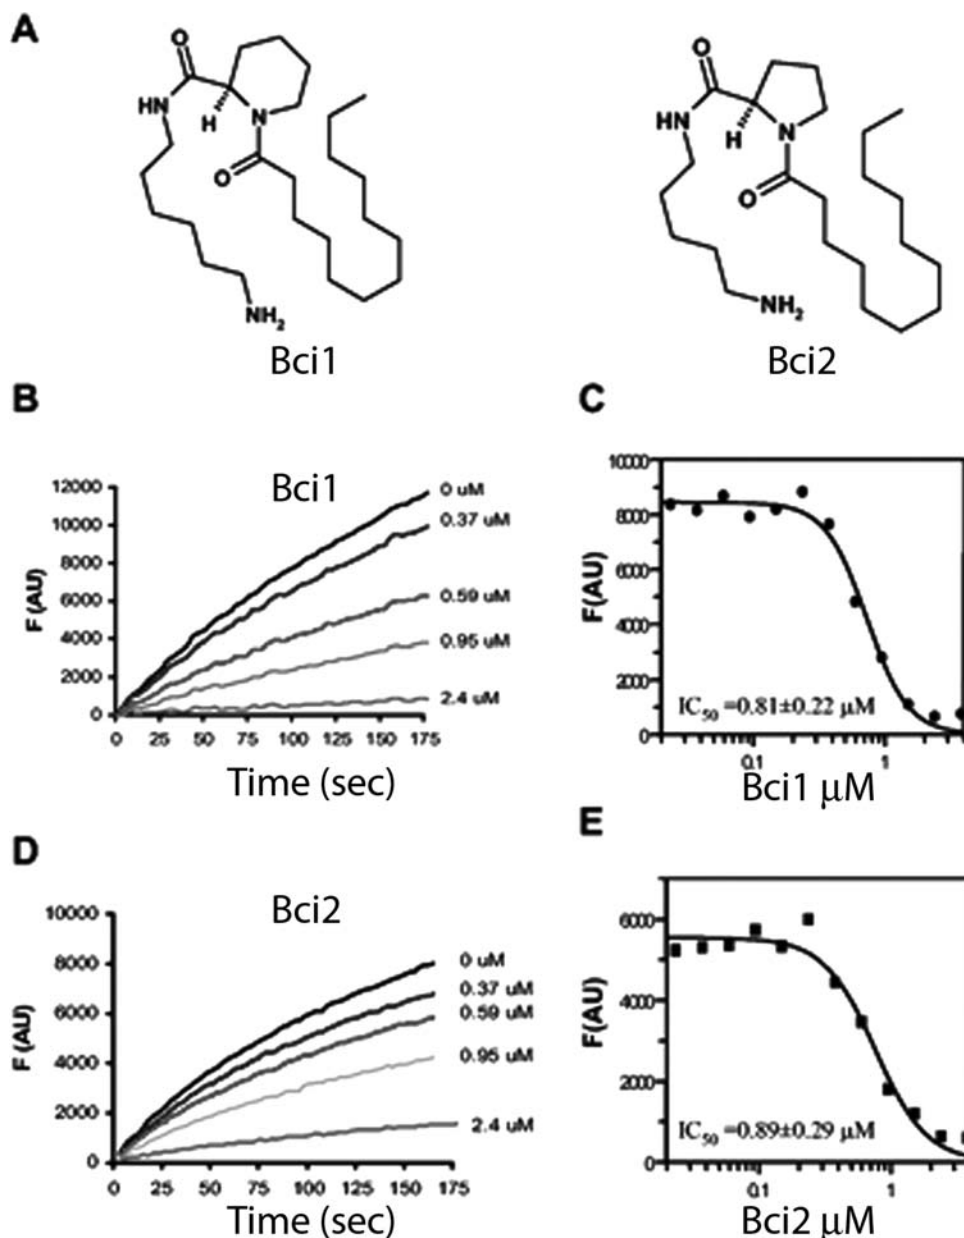 A
O
HN
H
N
O
NH2
Bci1
O
HN
H
N
O
NH2
Bci2
B
Bci1
F (AU)
12000
10000
8000
6000
4000
2000
0
0 uM
0.37 uM
0.59 uM
0.95 uM
2.4 uM
0 25 50 75 100 125 150 175
Time (sec)
C
F(AU)
10000
8000
6000
4000
2000
0
IC50 =0.81±0.22 µM
0.1 1
Bci1 µM
D
Bci2
F (AU)
10000
8000
6000
4000
2000
0
0 uM
0.37 uM
0.59 uM
0.95 uM
2.4 uM
0 25 50 75 100 125 150 175
Time (sec)
E
F(AU)
6000
4000
2000
0
IC50 =0.89±0.29 µM
0.1 1
Bci2 µM